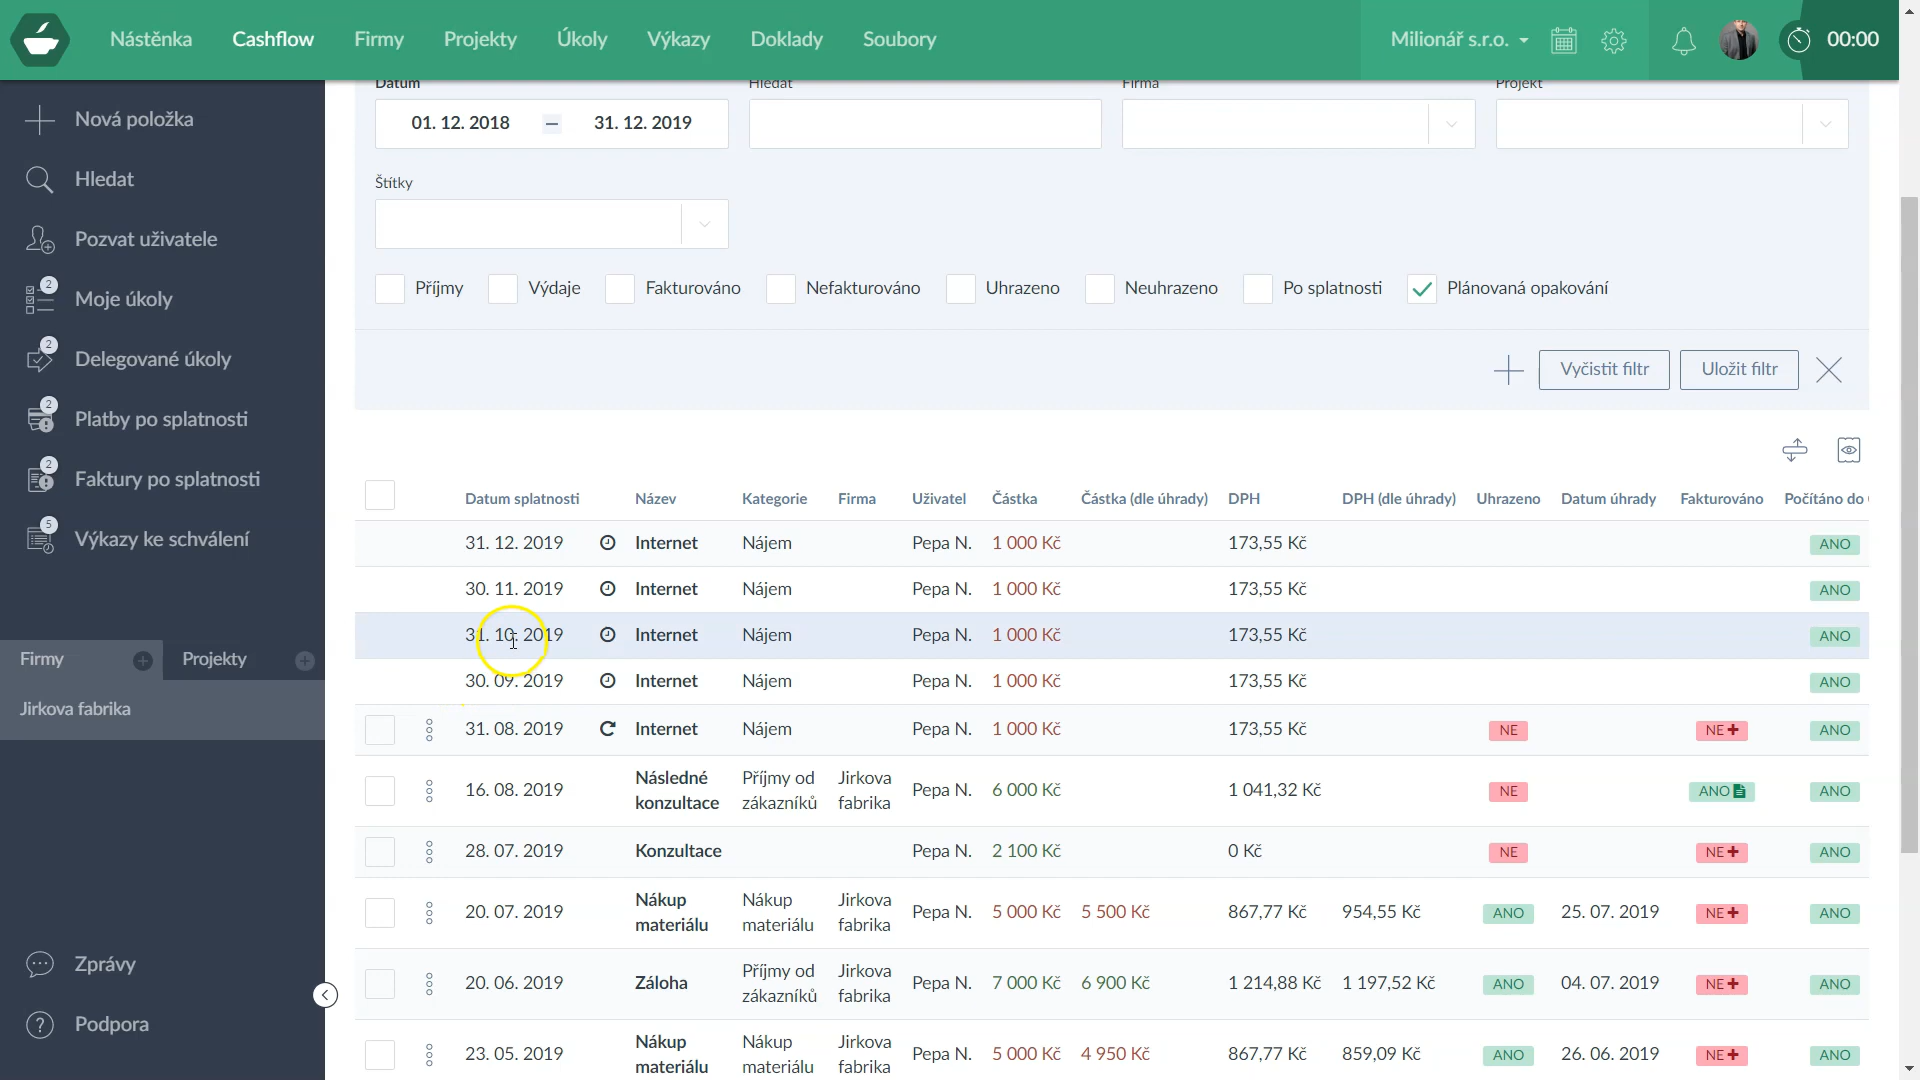 Nástěnka Cashflow Firmy Projekty Úkoly Výkazy Doklady Soubory Milionář s.r.o. 00:00
Nová položka
Hledat
Pozvat uživatele
2
Moje úkoly
2
Delegované úkoly
2
Platby po splatnosti
2
Faktury po splatnosti
5
Výkazy ke schválení
Firmy Projekty
Jirkova fabrika
Zprávy
Podpora
Datum Hledat Firma Projekt
01. 12. 2018 – 31. 12. 2019
Štítky
Příjmy Výdaje Fakturováno Nefakturováno Uhrazeno Neuhrazeno Po splatnosti Plánovaná opakování
Vyčistit filtr Uložit filtr
Datum splatnosti Název Kategorie Firma Uživatel Částka Částka (dle úhrady) DPH DPH (dle úhrady) Uhrazeno Datum úhrady Fakturováno Počítáno do
31. 12. 2019 Internet Nájem Pepa N. 1 000 Kč 173,55 Kč ANO
30. 11. 2019 Internet Nájem Pepa N. 1 000 Kč 173,55 Kč ANO
31. 10. 2019 Internet Nájem Pepa N. 1 000 Kč 173,55 Kč ANO
30. 09. 2019 Internet Nájem Pepa N. 1 000 Kč 173,55 Kč ANO
31. 08. 2019 Internet Nájem Pepa N. 1 000 Kč 173,55 Kč NE NE ANO
Následné Příjmy od Jirkova
16. 08. 2019 konzultace zákazníků fabrika Pepa N. 6 000 Kč 1 041,32 Kč NE ANO ANO
28. 07. 2019 Konzultace Pepa N. 2 100 Kč 0 Kč NE NE ANO
Nákup Nákup Jirkova
20. 07. 2019 materiálu materiálu fabrika Pepa N. 5 000 Kč 5 500 Kč 867,77 Kč 954,55 Kč ANO 25. 07. 2019 NE ANO
Příjmy od Jirkova
20. 06. 2019 Záloha zákazníků fabrika Pepa N. 7 000 Kč 6 900 Kč 1 214,88 Kč 1 197,52 Kč ANO 04. 07. 2019 NE ANO
Nákup Nákup Jirkova
23. 05. 2019 materiálu materiálu fabrika Pepa N. 5 000 Kč 4 950 Kč 867,77 Kč 859,09 Kč ANO 26. 06. 2019 NE ANO